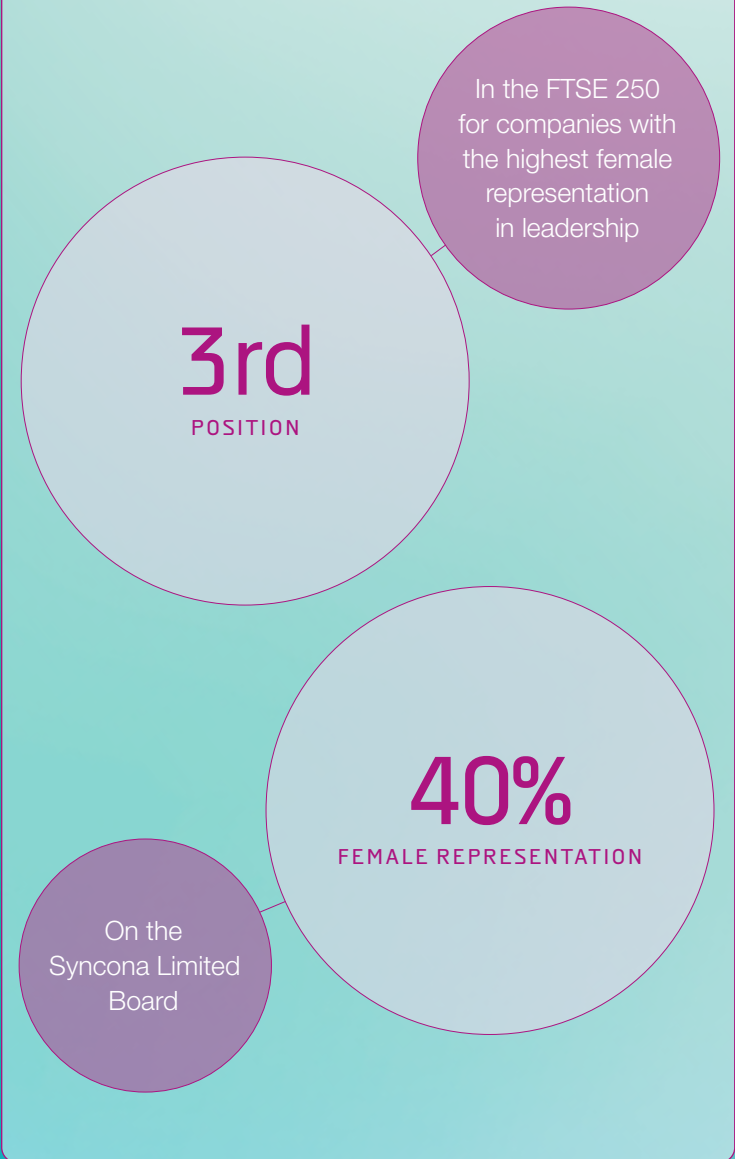 In the FTSE 250
for companies with
the highest female
representation
in leadership
3rd
POSITION
40%
FEMALE REPRESENTATION
On the
Syncona Limited
Board